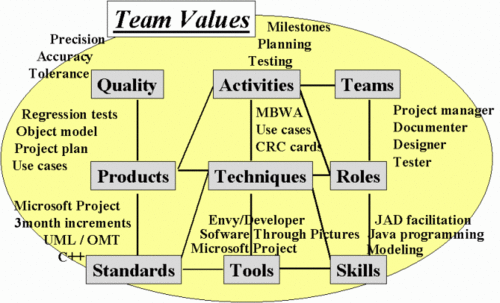 Team Values
Precision
Accuracy
Tolerance
Milestones
Planning
Testing
Quality
Activities
Teams
Regression tests
Object model
Project plan
Use cases
MBWA
Use cases
CRC cards
Project manager
Documenter
Designer
Tester
Products
Techniques
Roles
Microsoft Project
3month increments
UML / OMT
C++
Envy/Developer
Sofware Through Pictures
Microsoft Project
JAD facilitation
Java programming
Modeling
Standards
Tools
Skills